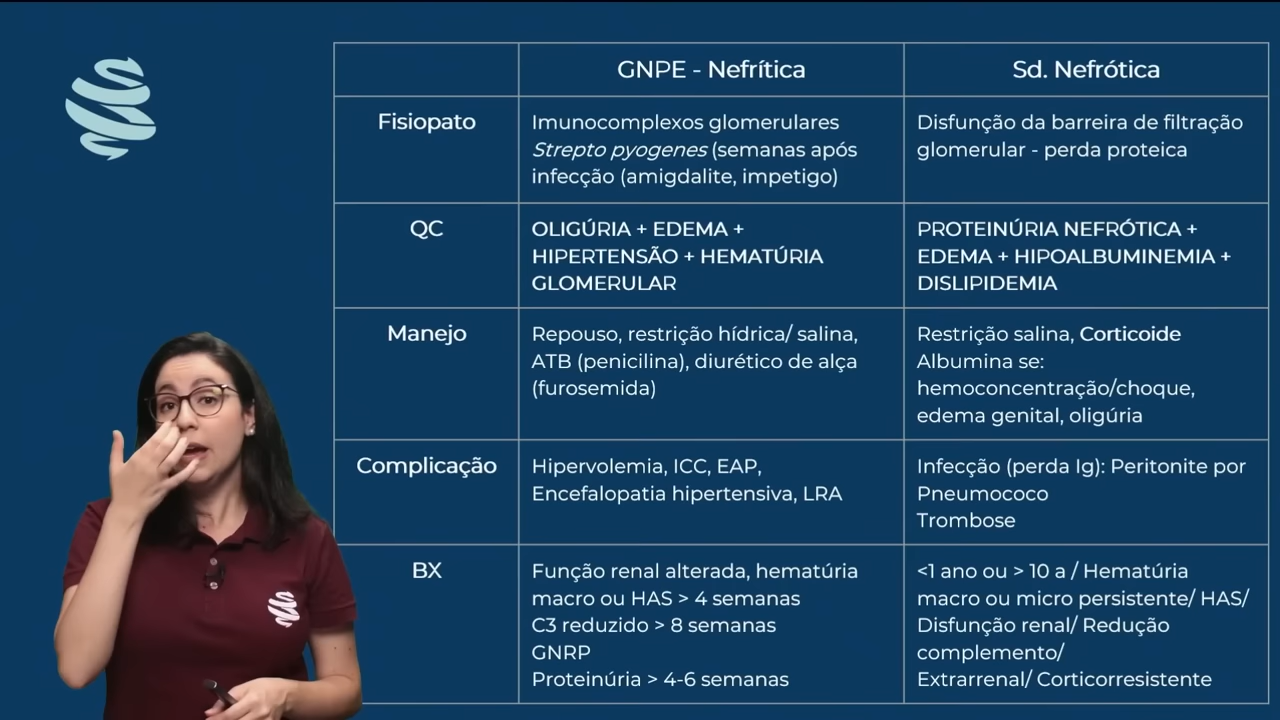 GNPE - Nefrítica
Sd. Nefrótica
Fisiopato
Imunocomplexos glomerulares
Strepto pyogenes (semanas após
infecção (amigdalite, impetigo)
Disfunção da barreira de filtração
glomerular - perda proteica
QC
OLIGÚRIA + EDEMA +
HIPERTENSÃO + HEMATÚRIA
GLOMERULAR
PROTEINÚRIA NEFRÓTICA +
EDEMA + HIPOALBUMINEMIA +
DISLIPIDEMIA
Manejo
Repouso, restrição hídrica/ salina,
ATB (penicilina), diurético de alça
(furosemida)
Restrição salina, Corticoide
Albumina se:
hemoconcentração/choque,
edema genital, oligúria
Complicação
Hipervolemia, ICC, EAP,
Encefalopatia hipertensiva, LRA
Infecção (perda Ig): Peritonite por
Pneumococo
Trombose
BX
Função renal alterada, hematúria
macro ou HAS > 4 semanas
C3 reduzido > 8 semanas
GNRP
Proteinúria > 4-6 semanas
<1 ano ou > 10 a / Hematúria
macro ou micro persistente/ HAS/
Disfunção renal/ Redução
complemento/
Extrarrenal/ Corticorresistente